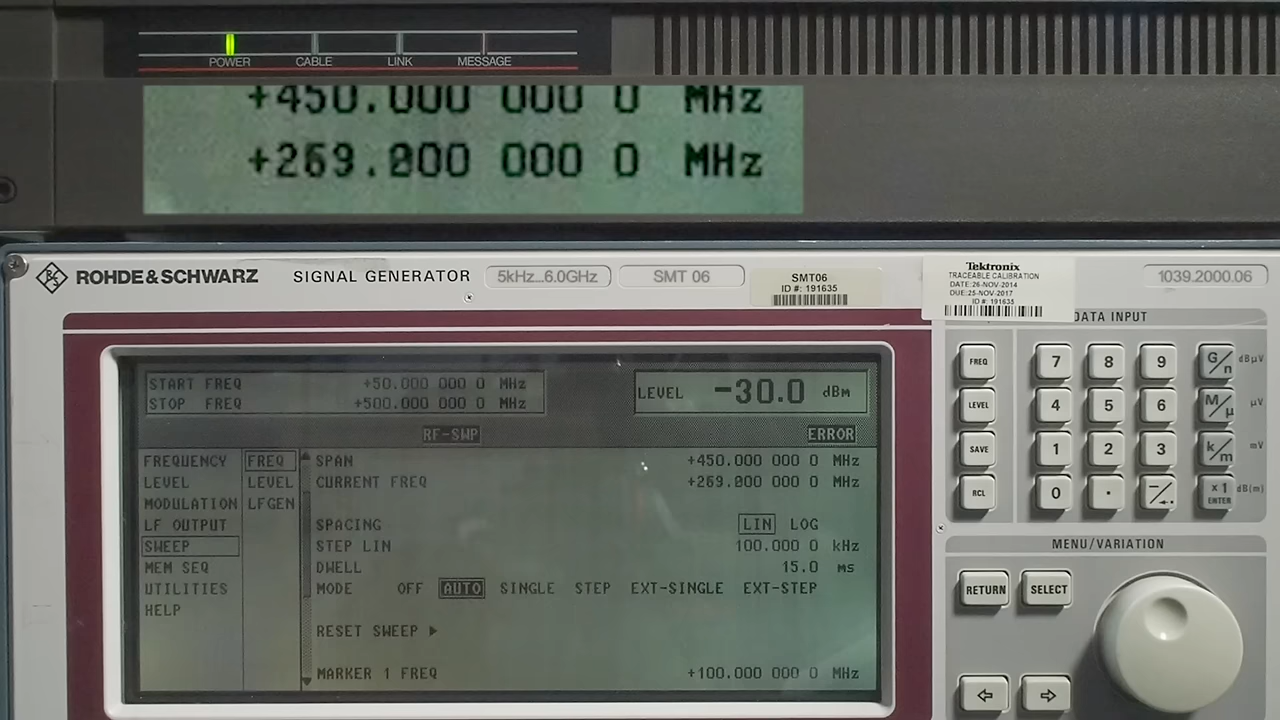 POWER CABLE LINK MESSAGE
+450.000 000 0 MHz
000 000 0 MHz
ROHDE&SCHWARZ SIGNAL GENERATOR 5kHz...6.0GHz SMT 06 1039.2000.06
SMT06
ID #: 191635
Tektronix
TRACEABLE CALIBRATION
DATE:26-NOV-2014
DUE:25-NOV-2017
ID #: 191635
DATA INPUT
START FREQ +50.000 000 0 MHz
STOP FREQ +500.000 000 0 MHz
LEVEL -30.0 dBm
RF-SWP ERROR
FREQUENCY
LEVEL
MODULATION
LF OUTPUT
SWEEP
MEM SEQ
UTILITIES
HELP
FREQ
LEVEL
LFGEN
SPAN +450.000 000 0 MHz
CURRENT FREQ 000 0 MHz
SPACING LIN LOG
STEP LIN 100.000 0 kHz
DWELL 15.0 ms
MODE OFF AUTO SINGLE STEP EXT-SINGLE EXT-STEP
RESET SWEEP ▶
MARKER 1 FREQ +100.000 000 0 MHz
FREQ 7 8 9 G/n dBµV
LEVEL 4 5 6 M/µ µV
SAVE 1 2 3 k/m mV
RCL 0 . −/← x1 ENTER dB(m)
MENU/VARIATION
RETURN SELECT
⇦ ⇨